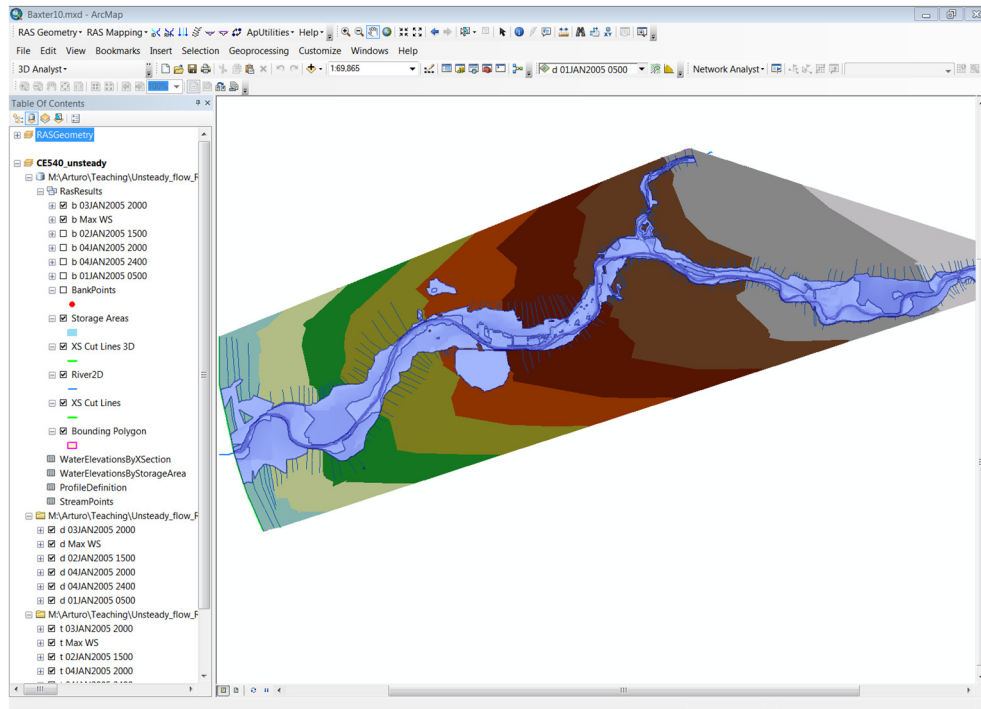 Baxter10.mxd - ArcMap
RAS Geometry RAS Mapping ApUtilities Help
File Edit View Bookmarks Insert Selection Geoprocessing Customize Windows Help
3D Analyst 1:69,865 d 01JAN2005 0500 Network Analyst
Table Of Contents
RASGeometry
CE540_unsteady
M:\Arturo\Teaching\Unsteady_flow_R
RasResults
b 03JAN2005 2000
b Max WS
b 02JAN2005 1500
b 04JAN2005 2000
b 04JAN2005 2400
b 01JAN2005 0500
BankPoints
Storage Areas
XS Cut Lines 3D
River2D
XS Cut Lines
Bounding Polygon
WaterElevationsByXSection
WaterElevationsByStorageArea
ProfileDefinition
StreamPoints
M:\Arturo\Teaching\Unsteady_flow_R
d 03JAN2005 2000
d Max WS
d 02JAN2005 1500
d 04JAN2005 2000
d 04JAN2005 2400
d 01JAN2005 0500
M:\Arturo\Teaching\Unsteady_flow_R
t 03JAN2005 2000
t Max WS
t 02JAN2005 1500
t 04JAN2005 2000